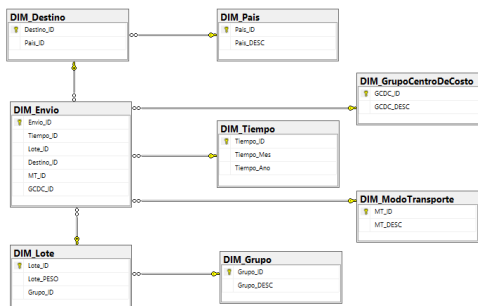 DIM_Destino
Destino_ID
Pais_ID
DIM_Pais
Pais_ID
Pais_DESC
DIM_GrupoCentroDeCosto
GCDC_ID
GCDC_DESC
DIM_Envio
Envio_ID
Tiempo_ID
Lote_ID
Destino_ID
MT_ID
GCDC_ID
DIM_Tiempo
Tiempo_ID
Tiempo_Mes
Tiempo_Ano
DIM_ModoTransporte
MT_ID
MT_DESC
DIM_Lote
Lote_ID
Lote_PESO
Grupo_ID
DIM_Grupo
Grupo_ID
Grupo_DESC